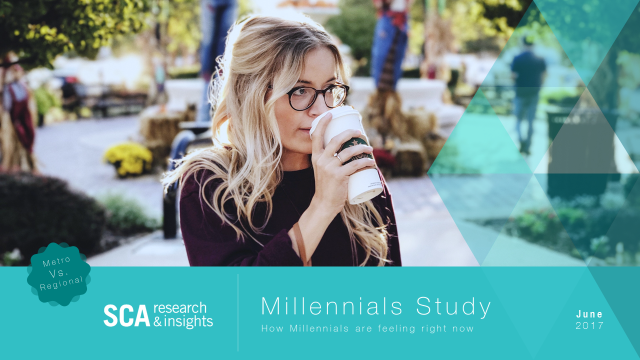 Metro
Vs.
Regional
SCA research
& insights
Millennials Study
How Millennials are feeling right now
June
2017